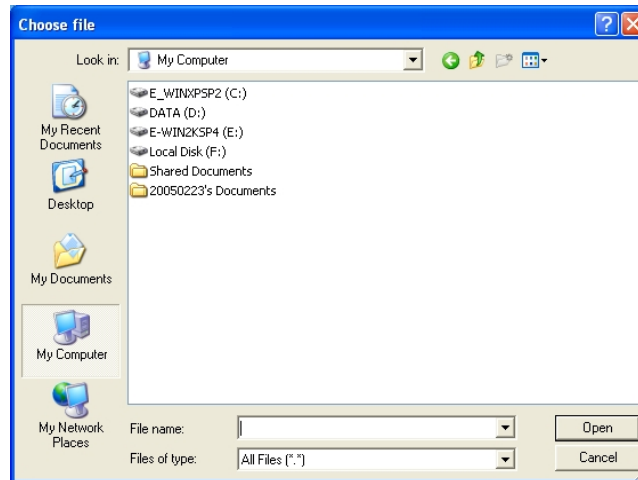 Choose file
Look in:
My Computer
E_WINXPSP2 (C:)
DATA (D:)
E-WIN2KSP4 (E:)
Local Disk (F:)
Shared Documents
20050223's Documents
My Recent
Documents
Desktop
My Documents
My Computer
My Network
Places
File name:
Open
Files of type:
All Files (*.*)
Cancel